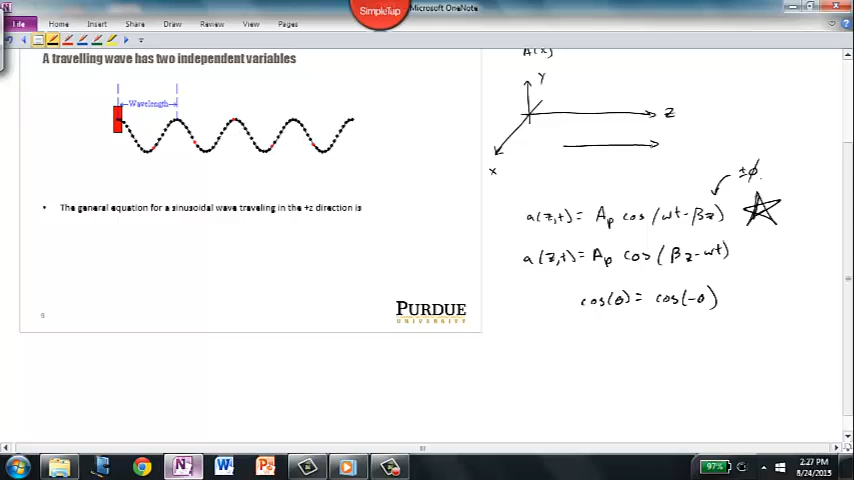 SimpleTap
Microsoft OneNote
File Home Insert Share Draw Review View Pages
A travelling wave has two independent variables
A(x)
Wavelength
Y
Z
X
±φ.
• The general equation for a sinusoidal wave traveling in the +z direction is
a(z,t) = Ap cos(ωt-βz)
a(z,t) = Ap cos(βz-ωt)
cos(θ) = cos(-θ)
PURDUE
UNIVERSITY
97%
2:27 PM
8/24/2015